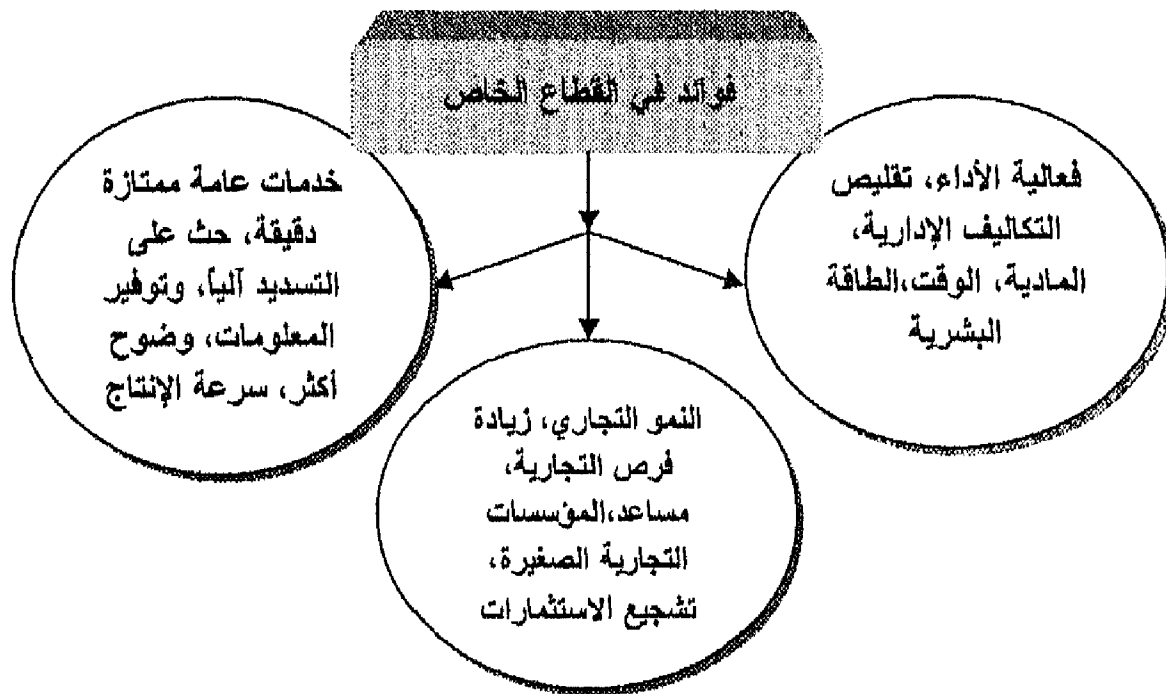 فوائد في القطاع الخاص
فعالية الأداء، تقليص
التكاليف الإدارية،
المادية، الوقت،الطاقة
البشرية
النمو التجاري، زيادة
فرص التجارية،
مساعد،المؤسسات
التجارية الصغيرة،
تشجيع الاستثمارات
خدمات عامة ممتازة
دقيقة، حث على
التسديد آلياً، وتوفير
المعلومات، وضوح
أكثر، سرعة الإنتاج